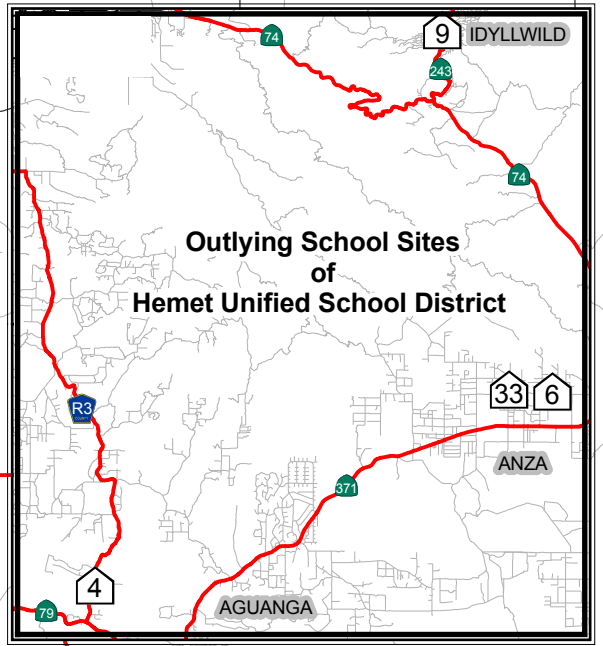 74
9
IDYLLWILD
243
74
Outlying School Sites
of
Hemet Unified School District
33 6
R3
COUNTY
ANZA
371
4
AGUANGA
79